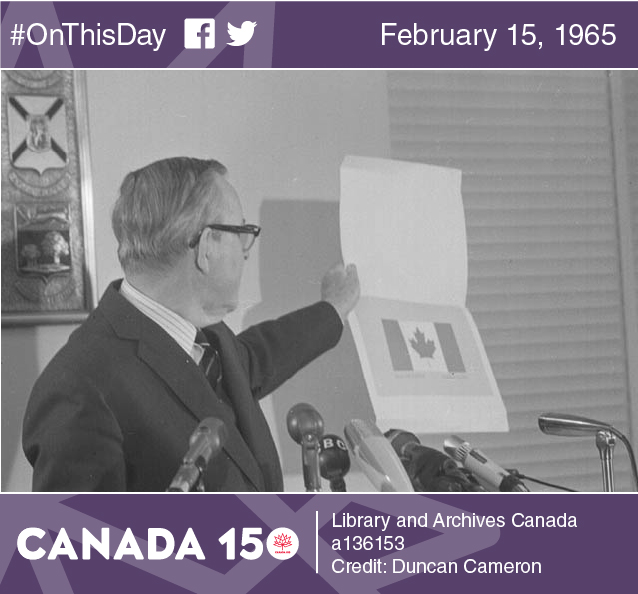 #OnThisDay
February 15, 1965
CANADA 150
Library and Archives Canada
a136153
Credit: Duncan Cameron